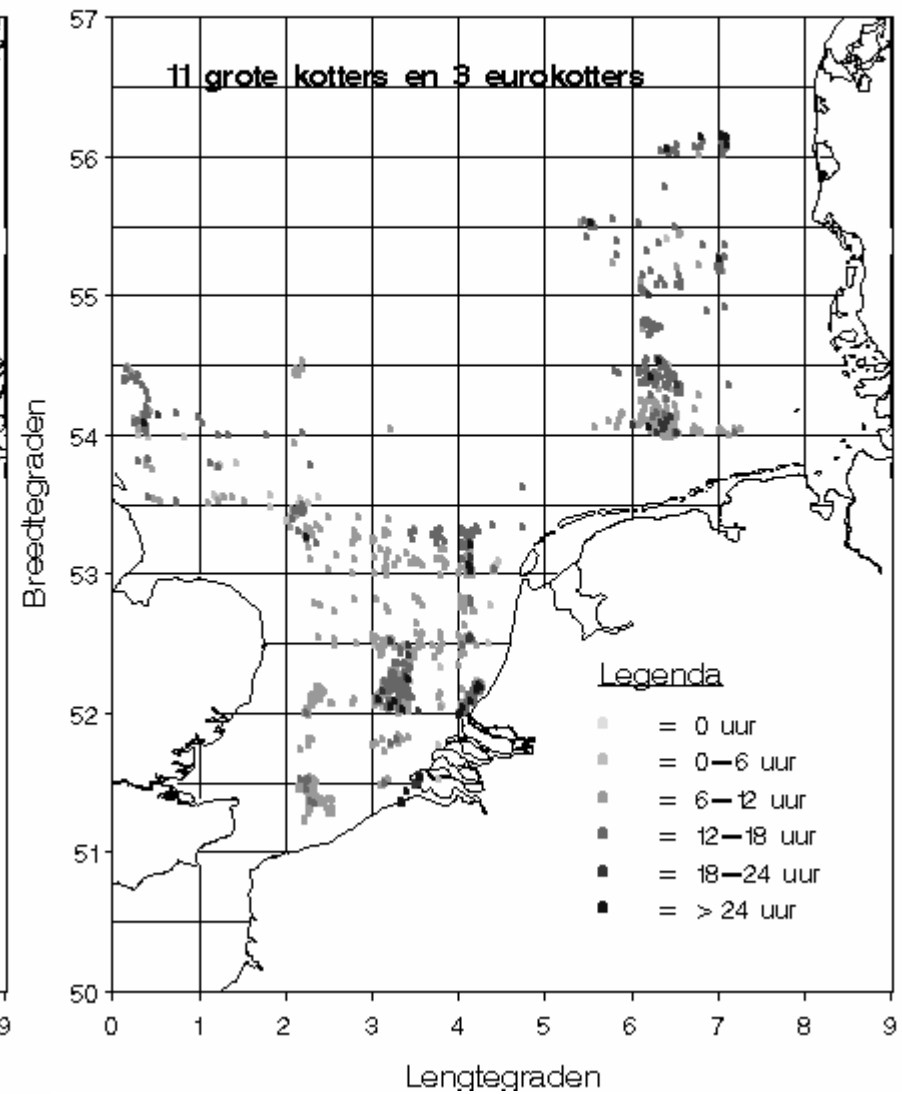 57
11 grote kotters en 3 eurokotters
56
55
54
53
52
51
50
Breedtegraden
Legenda
= 0 uur
= 0–6 uur
= 6–12 uur
= 12–18 uur
= 18–24 uur
= > 24 uur
9
0 1 2 3 4 5 6 7 8 9
Lengtegraden